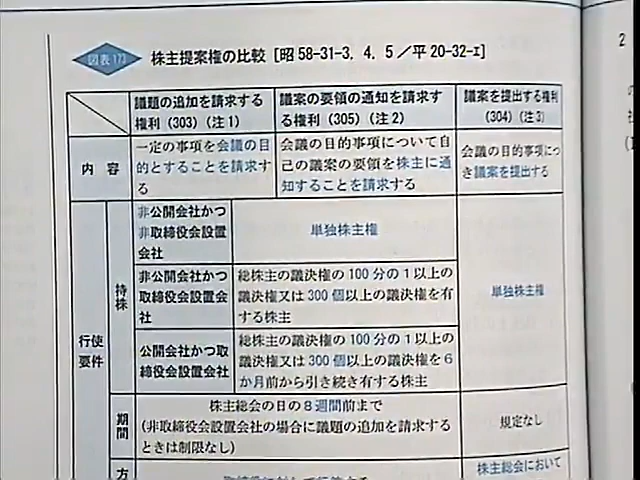 図表173 株主提案権の比較［昭58-31-3, 4, 5／平20-32-ｴ］
議題の追加を請求する
権利（303）（注1）
議案の要領の通知を請求す
る権利（305）（注2）
議案を提出する権利
（304）（注3）
内 容
一定の事項を会議の目
的とすることを請求す
る
会議の目的事項について自
己の議案の要領を株主に通
知することを請求する
会議の目的事項につ
き議案を提出する
行使
要件
持株
非公開会社かつ
非取締役会設置
会社
単独株主権
単独株主権
非公開会社かつ
取締役会設置会
社
総株主の議決権の100分の1以上の
議決権又は300個以上の議決権を有
する株主
公開会社かつ取
締役会設置会社
総株主の議決権の100分の1以上の
議決権又は300個以上の議決権を6
か月前から引き続き有する株主
期間
株主総会の日の8週間前まで
（非取締役会設置会社の場合に議題の追加を請求する
ときは制限なし）
規定なし
方
株主総会において
2